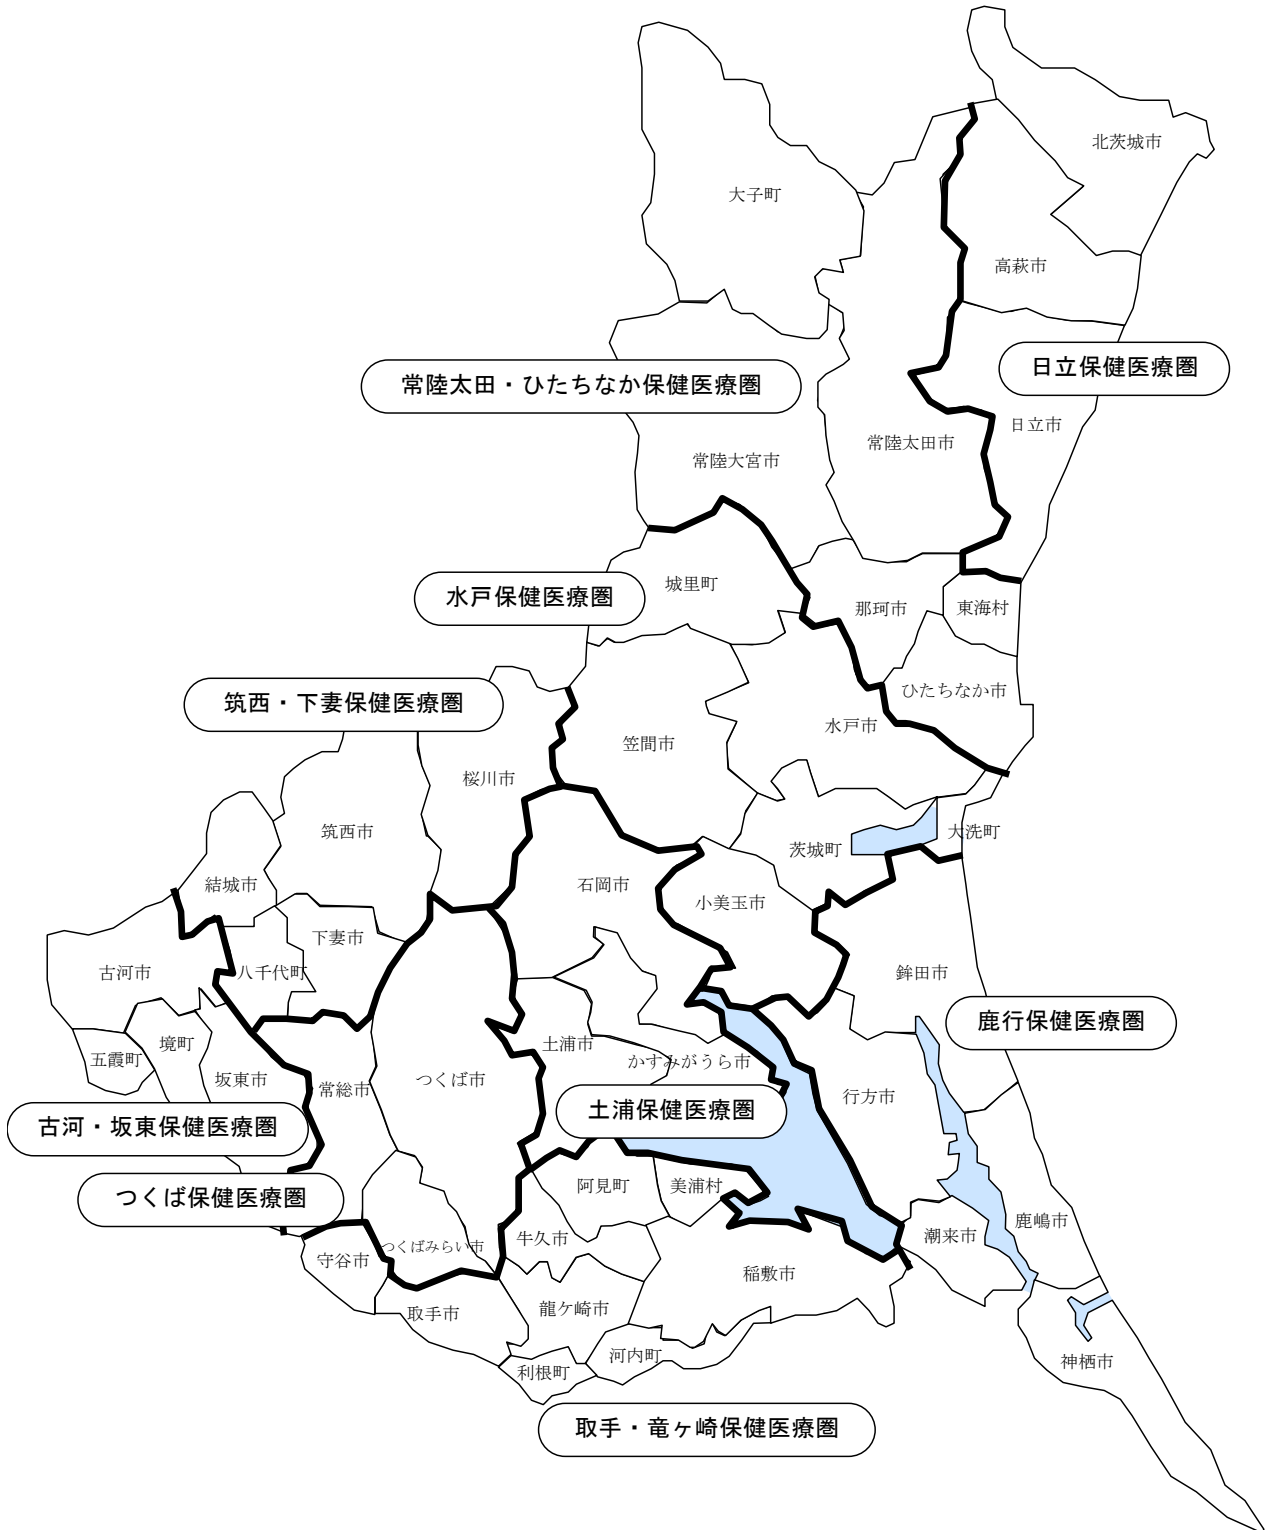 北茨城市
大子町
高萩市
日立保健医療圏
常陸太田・ひたちなか保健医療圏
日立市
常陸太田市
常陸大宮市
城里町
水戸保健医療圏
那珂市
東海村
ひたちなか市
筑西・下妻保健医療圏
水戸市
笠間市
桜川市
筑西市
大洗町
茨城町
結城市
石岡市
小美玉市
下妻市
古河市
八千代町
鉾田市
鹿行保健医療圏
境町
土浦市
五霞町
かすみがうら市
坂東市
常総市
つくば市
行方市
土浦保健医療圏
古河・坂東保健医療圏
阿見町
美浦村
つくば保健医療圏
鹿嶋市
潮来市
牛久市
つくばみらい市
守谷市
稲敷市
龍ケ崎市
取手市
河内町
神栖市
利根町
取手・竜ヶ崎保健医療圏